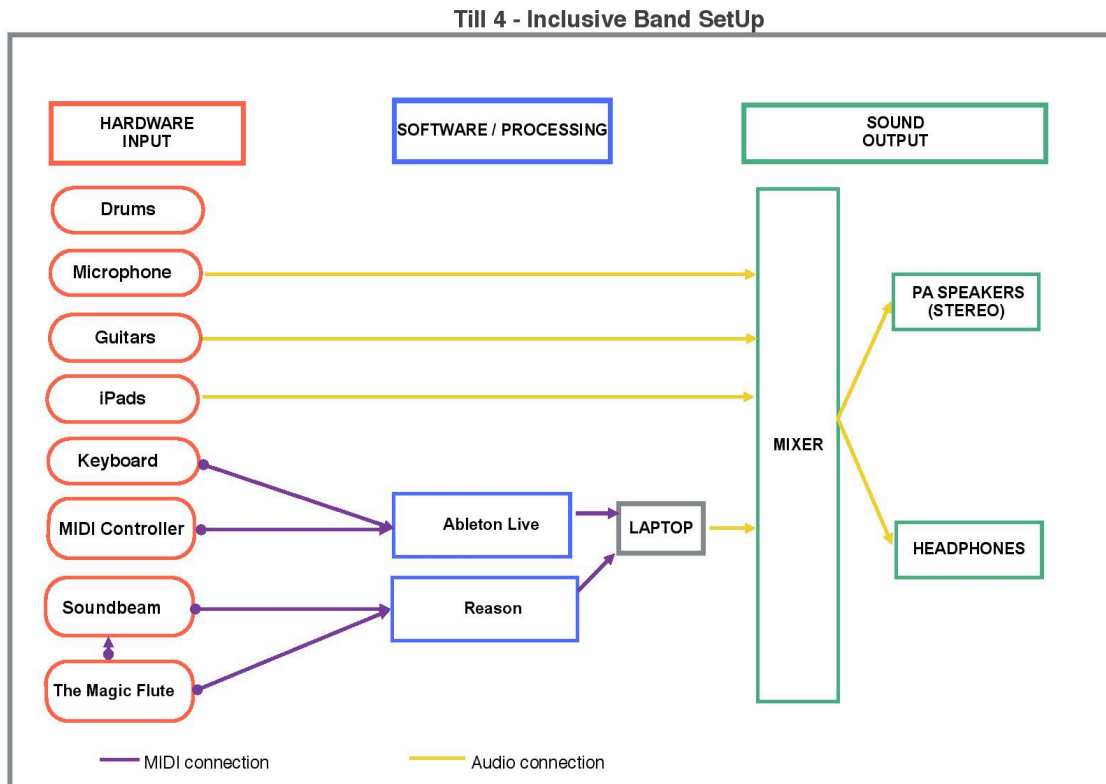 Till 4 - Inclusive Band SetUp
HARDWARE
INPUT
SOFTWARE / PROCESSING
SOUND
OUTPUT
Drums
Microphone
Guitars
iPads
Keyboard
MIDI Controller
Soundbeam
The Magic Flute
Ableton Live
Reason
LAPTOP
MIXER
PA SPEAKERS
(STEREO)
HEADPHONES
MIDI connection
Audio connection